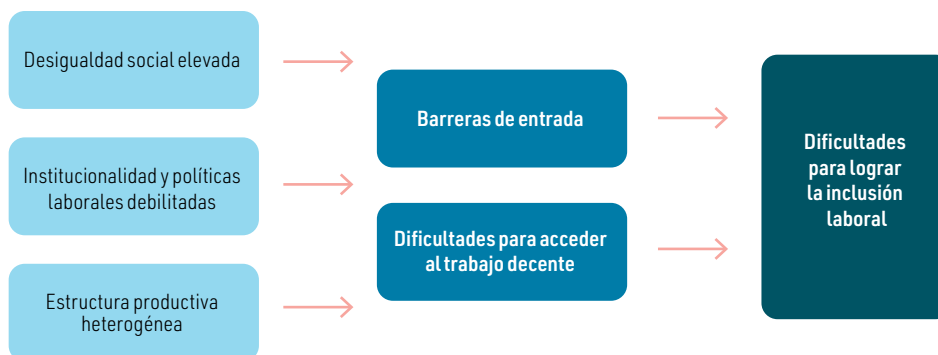 Desigualdad social elevada
Institucionalidad y políticas
laborales debilitadas
Estructura productiva
heterogénea
Barreras de entrada
Dificultades para acceder
al trabajo decente
Dificultades
para lograr
la inclusión
laboral